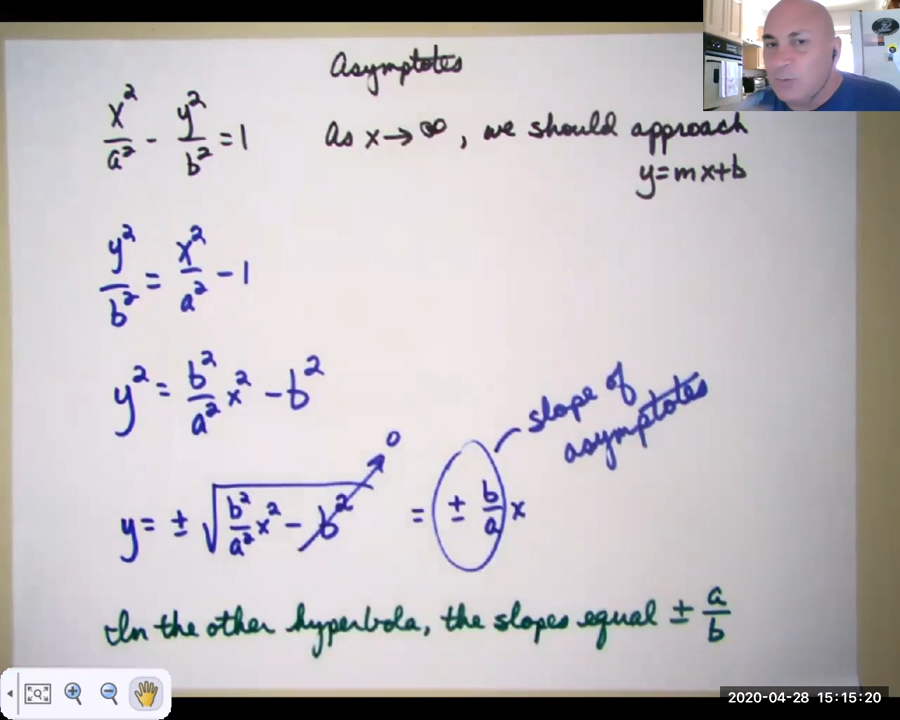 Asymptotes
x²/a² - y²/b² = 1
As x→∞, we should approach
y=mx+b
y²/b² = x²/a² - 1
y² = b²/a² x² - b²
slope of
asymptotes
0
y = ± √(b²/a² x² - b²) = ± b/a x
In the other hyperbola, the slopes equal ± a/b
2020-04-28 15:15:20